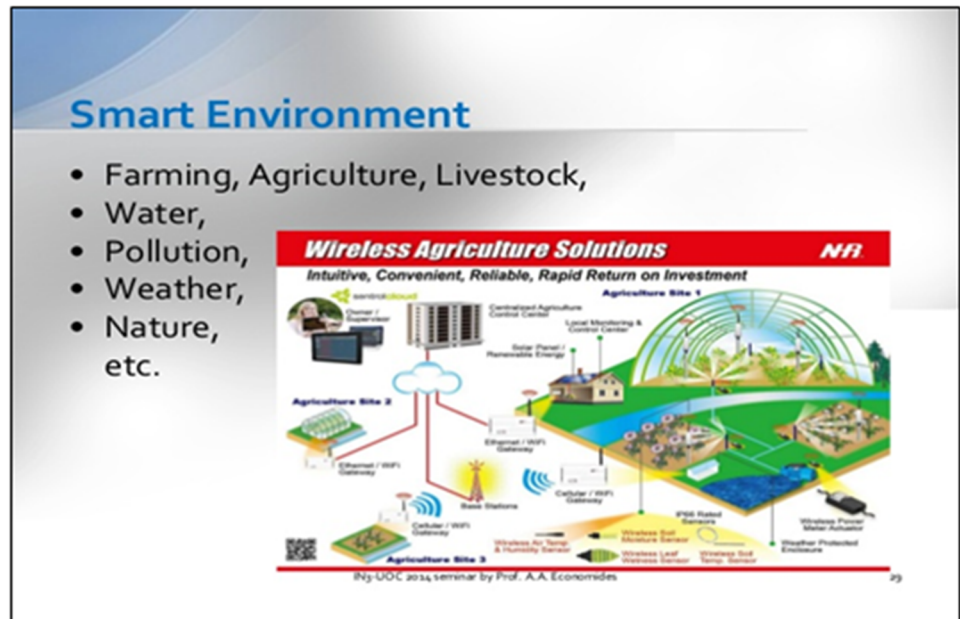 Smart Environment
• Farming, Agriculture, Livestock,
• Water,
• Pollution,
• Weather,
• Nature,
etc.
Wireless Agriculture Solutions
Intuitive, Convenient, Reliable, Rapid Return on Investment
sentrolcloud
Owner /
Supervisor
Centralized Agriculture
Control Center
Agriculture Site 1
Local Monitoring &
Control Center
Solar Panel /
Renewable Energy
Agriculture Site 2
Ethernet / WiFi
Gateway
Ethernet / WiFi
Gateway
Base Stations
Cellular / WiFi
Gateway
Cellular / WiFi
Gateway
Agriculture Site 3
IP66 Rated
Sensors
Wireless Air Temp.
& Humidity Sensor
Wireless Soil
Moisture Sensor
Wireless Leaf
Wetness Sensor
Wireless Soil
Temp. Sensor
Wireless Power
Meter Actuator
Weather Protected
Enclosure
IN3-UOC 2014 seminar by Prof. A.A. Economides
29